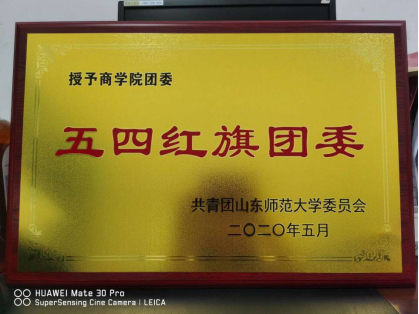 授予商学院团委
五四红旗团委
共青团山东师范大学委员会
二〇二〇年五月
HUAWEI Mate 30 Pro
SuperSensing Cine Camera | LEICA